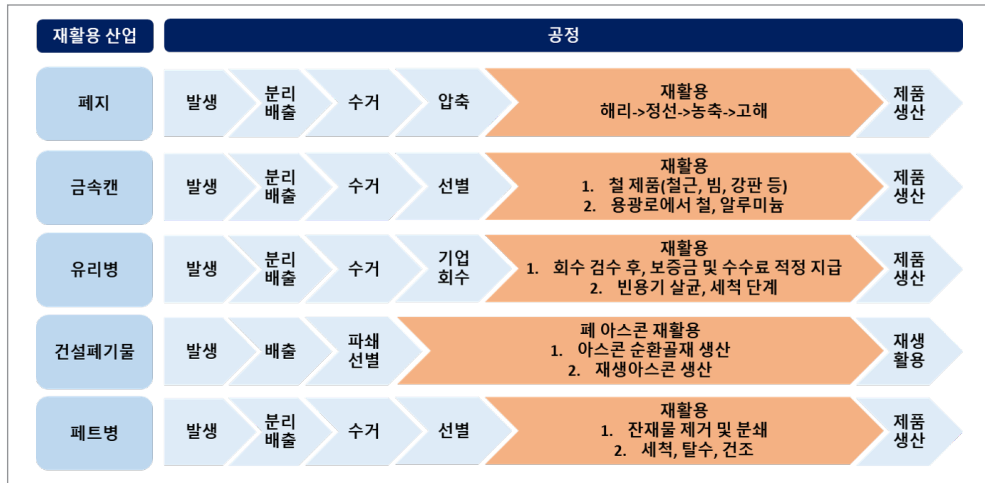 재활용 산업
공정
폐지
발생
분리
배출
수거
압축
재활용
해리->정선->농축->고해
제품
생산
금속캔
발생
분리
배출
수거
선별
재활용
1. 철 제품(철근, 빔, 강판 등)
2. 용광로에서 철, 알루미늄
제품
생산
유리병
발생
분리
배출
수거
기업
회수
재활용
1. 회수 검수 후, 보증금 및 수수료 적정 지급
2. 빈용기 살균, 세척 단계
제품
생산
건설폐기물
발생
배출
파쇄
선별
폐 아스콘 재활용
1. 아스콘 순환골재 생산
2. 재생아스콘 생산
재생
활용
페트병
발생
분리
배출
수거
선별
재활용
1. 잔재물 제거 및 분쇄
2. 세척, 탈수, 건조
제품
생산